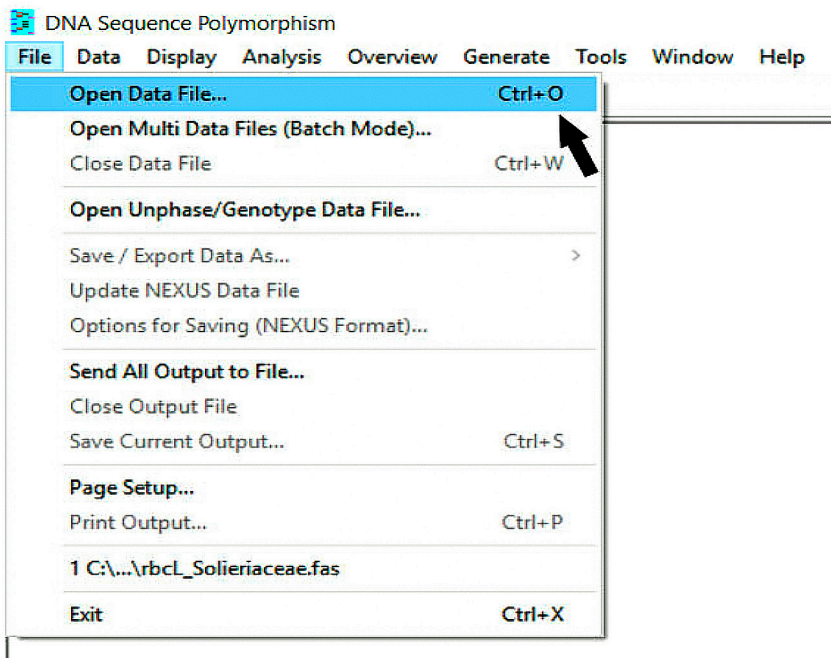 DNA Sequence Polymorphism
File Data Display Analysis Overview Generate Tools Window Help
Open Data File... Ctrl+O
Open Multi Data Files (Batch Mode)...
Close Data File Ctrl+W
Open Unphase/Genotype Data File...
Save / Export Data As... >
Update NEXUS Data File
Options for Saving (NEXUS Format)...
Send All Output to File...
Close Output File
Save Current Output... Ctrl+S
Page Setup...
Print Output... Ctrl+P
1 C:\...\rbcL_Solieriaceae.fas
Exit Ctrl+X